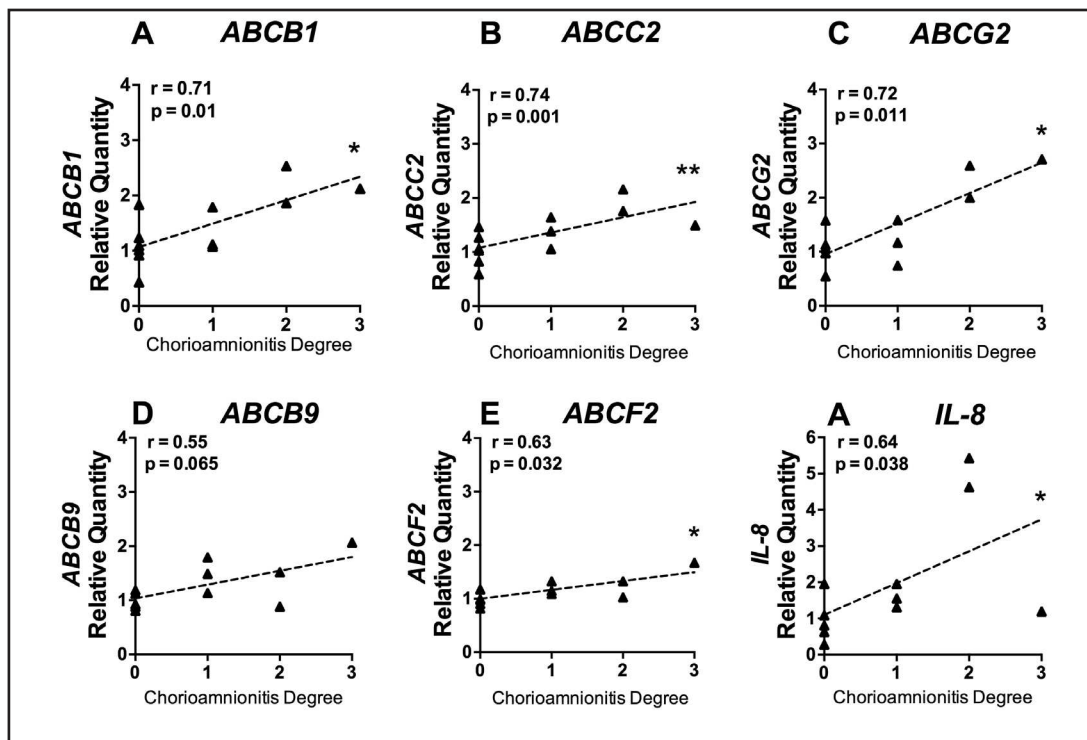 A ABCB1
r = 0.71
p = 0.01
ABCB1
Relative Quantity
4
3
2
1
0
0 1 2 3
*
Chorioamnionitis Degree
B ABCC2
r = 0.74
p = 0.001
ABCC2
Relative Quantity
4
3
2
1
0
0 1 2 3
**
Chorioamnionitis Degree
C ABCG2
r = 0.72
p = 0.011
ABCG2
Relative Quantity
4
3
2
1
0
0 1 2 3
*
Chorioamnionitis Degree
D ABCB9
r = 0.55
p = 0.065
ABCB9
Relative Quantity
4
3
2
1
0
0 1 2 3
Chorioamnionitis Degree
E ABCF2
r = 0.63
p = 0.032
ABCF2
Relative Quantity
4
3
2
1
0
0 1 2 3
*
Chorioamnionitis Degree
A IL-8
r = 0.64
p = 0.038
IL-8
Relative Quantity
6
5
4
3
2
1
0
0 1 2 3
*
Chorioamnionitis Degree